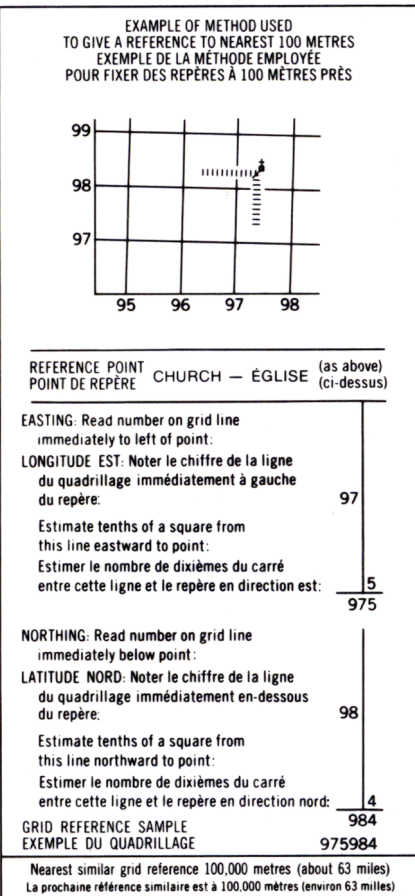 EXAMPLE OF METHOD USED
TO GIVE A REFERENCE TO NEAREST 100 METRES
EXEMPLE DE LA MÉTHODE EMPLOYÉE
POUR FIXER DES REPÈRES À 100 MÈTRES PRÈS
99
98
97
95 96 97 98
REFERENCE POINT
POINT DE REPÈRE
CHURCH — ÉGLISE
(as above)
(ci-dessus)
EASTING: Read number on grid line
immediately to left of point:
LONGITUDE EST: Noter le chiffre de la ligne
du quadrillage immédiatement à gauche
du repère: 97
Estimate tenths of a square from
this line eastward to point:
Estimer le nombre de dixièmes du carré
entre cette ligne et le repère en direction est: 5
975
NORTHING: Read number on grid line
immediately below point:
LATITUDE NORD: Noter le chiffre de la ligne
du quadrillage immédiatement en-dessous
du repère: 98
Estimate tenths of a square from
this line northward to point:
Estimer le nombre de dixièmes du carré
entre cette ligne et le repère en direction nord: 4
GRID REFERENCE SAMPLE 984
EXEMPLE DU QUADRILLAGE 975984
Nearest similar grid reference 100,000 metres (about 63 miles)
La prochaine référence similaire est à 100,000 mètres (environ 63 milles)